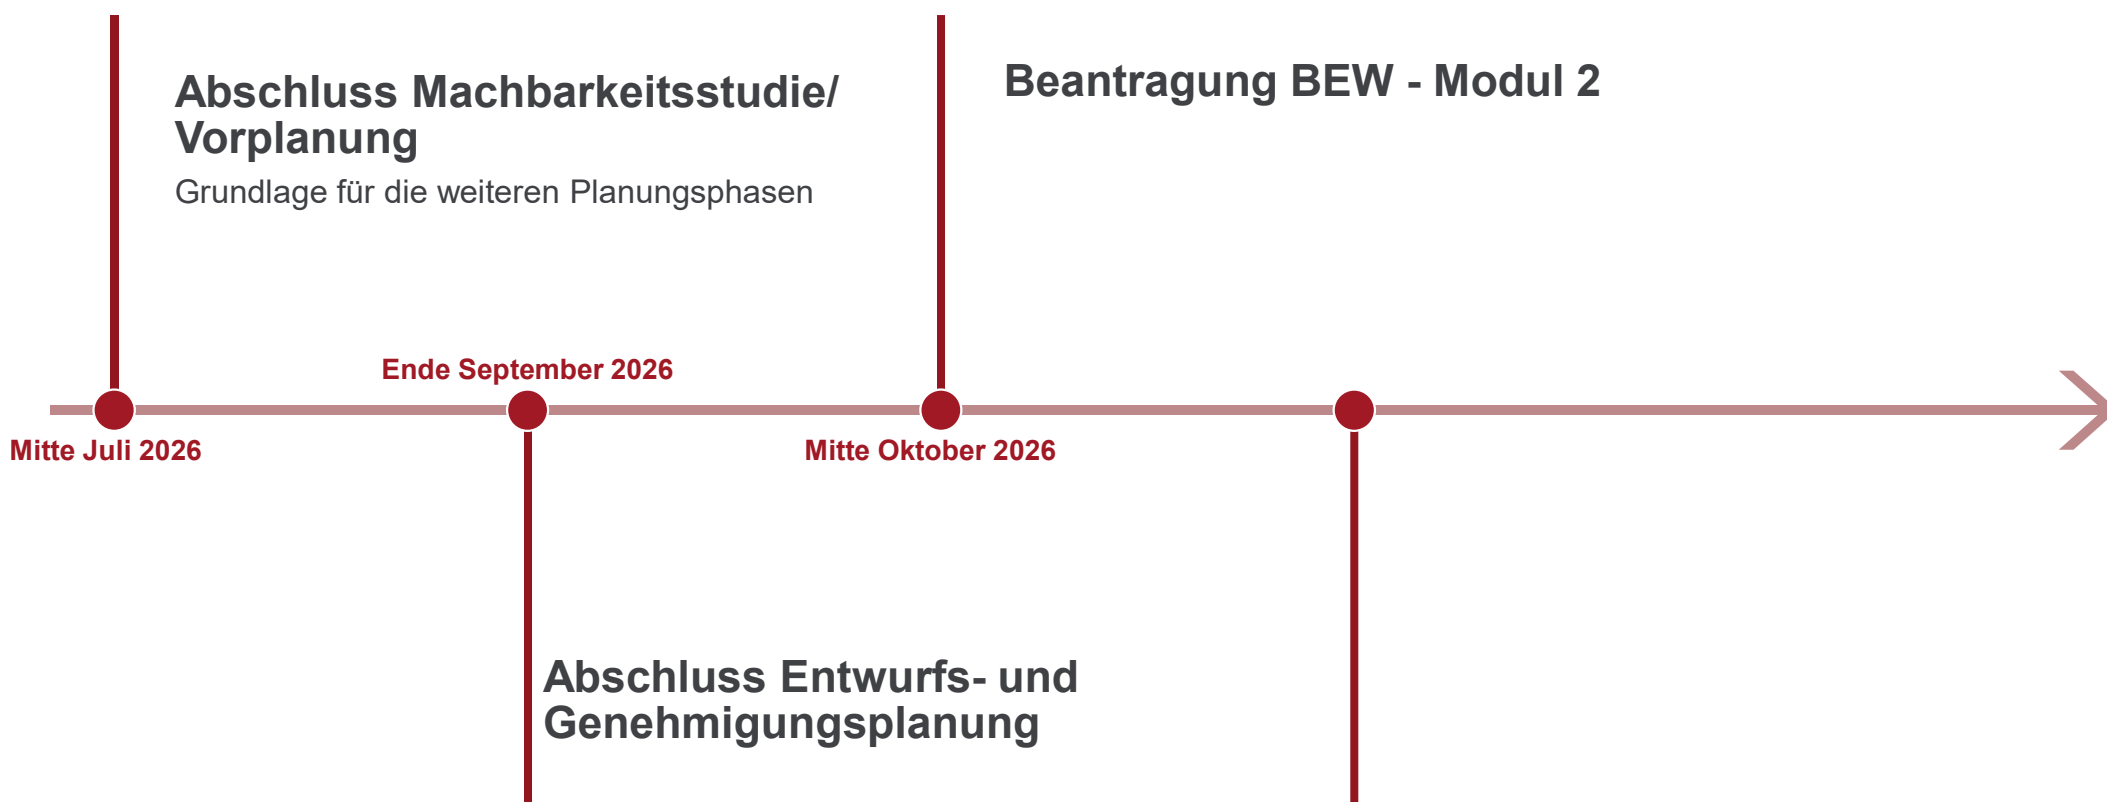 Abschluss Machbarkeitsstudie/
Vorplanung
Grundlage für die weiteren Planungsphasen
Beantragung BEW - Modul 2
Ende September 2026
Mitte Juli 2026
Mitte Oktober 2026
Abschluss Entwurfs- und
Genehmigungsplanung